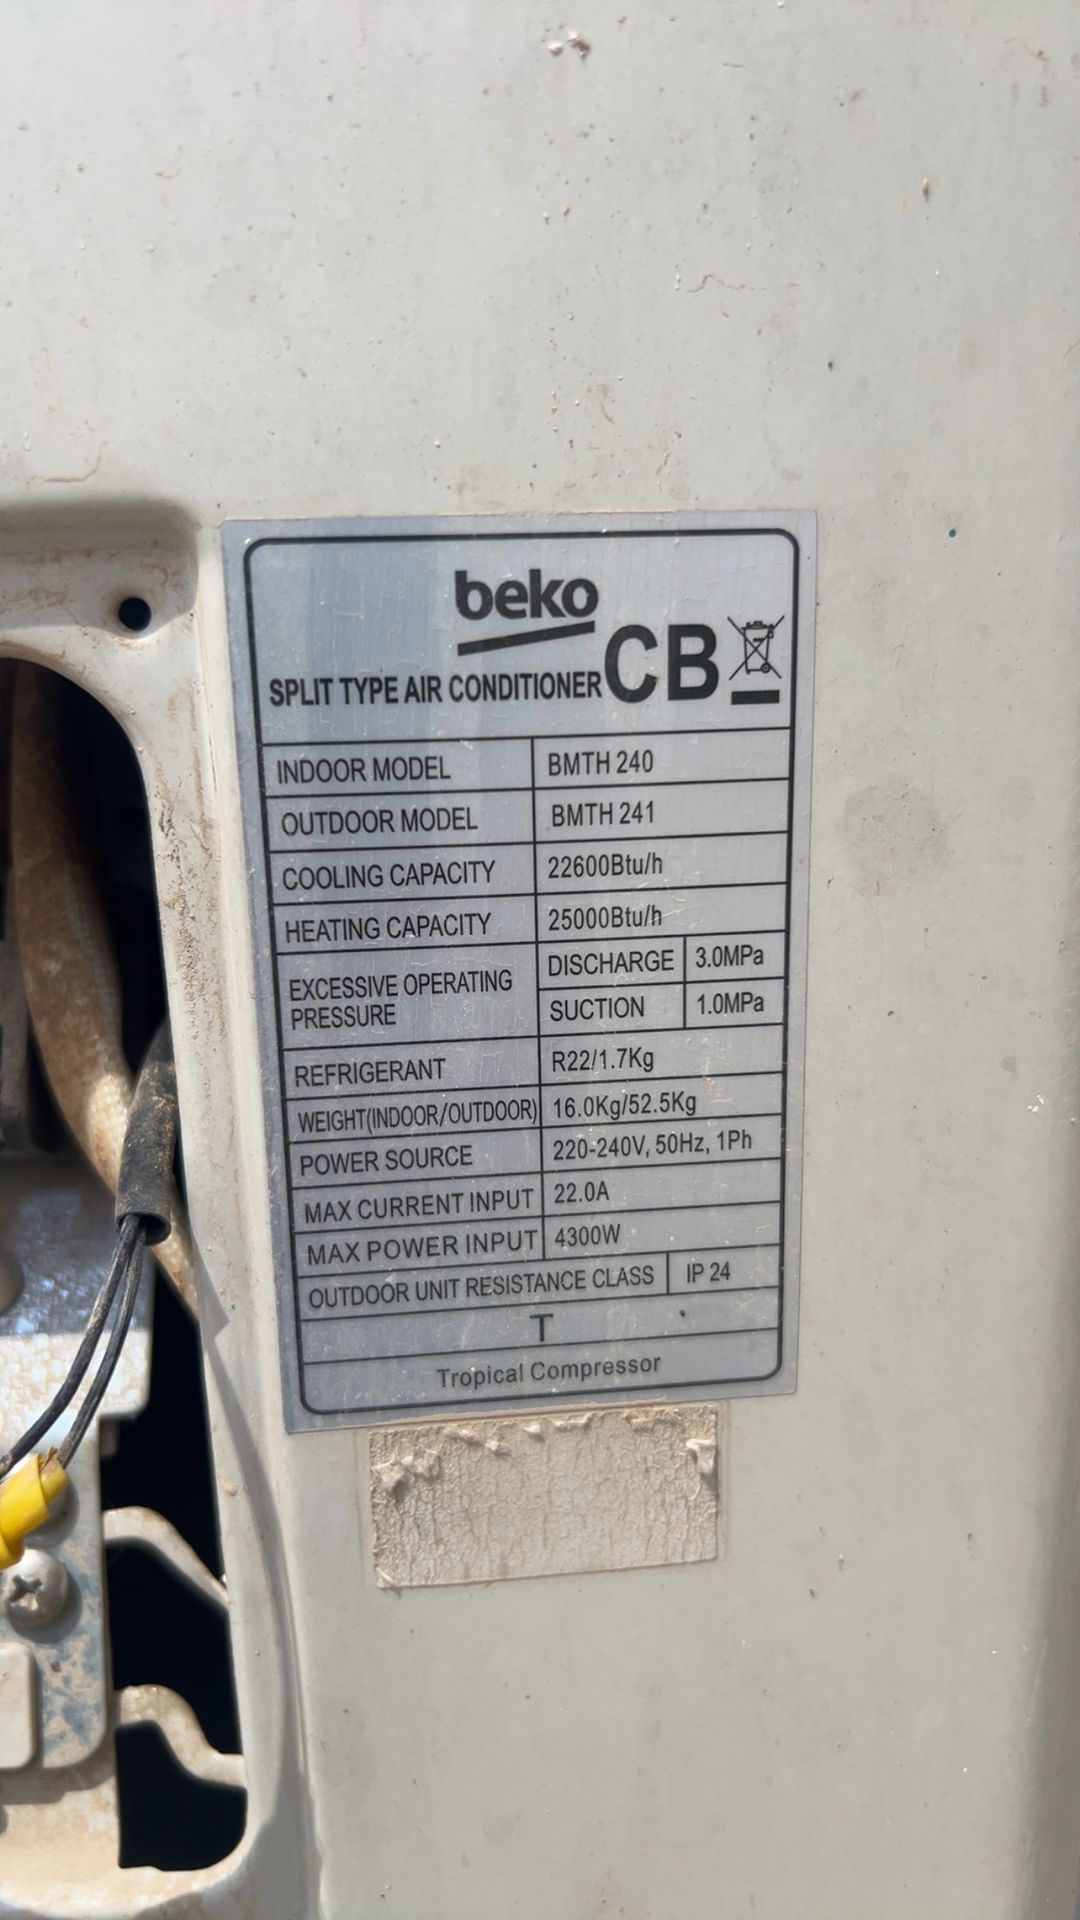 beko
SPLIT TYPE AIR CONDITIONER CB
INDOOR MODEL BMTH 240
OUTDOOR MODEL BMTH 241
COOLING CAPACITY 22600Btu/h
HEATING CAPACITY 25000Btu/h
EXCESSIVE OPERATING PRESSURE DISCHARGE 3.0MPa
SUCTION 1.0MPa
REFRIGERANT R22/1.7Kg
WEIGHT(INDOOR/OUTDOOR) 16.0Kg/52.5Kg
POWER SOURCE 220-240V, 50Hz, 1Ph
MAX CURRENT INPUT 22.0A
MAX POWER INPUT 4300W
OUTDOOR UNIT RESISTANCE CLASS IP 24
T
Tropical Compressor